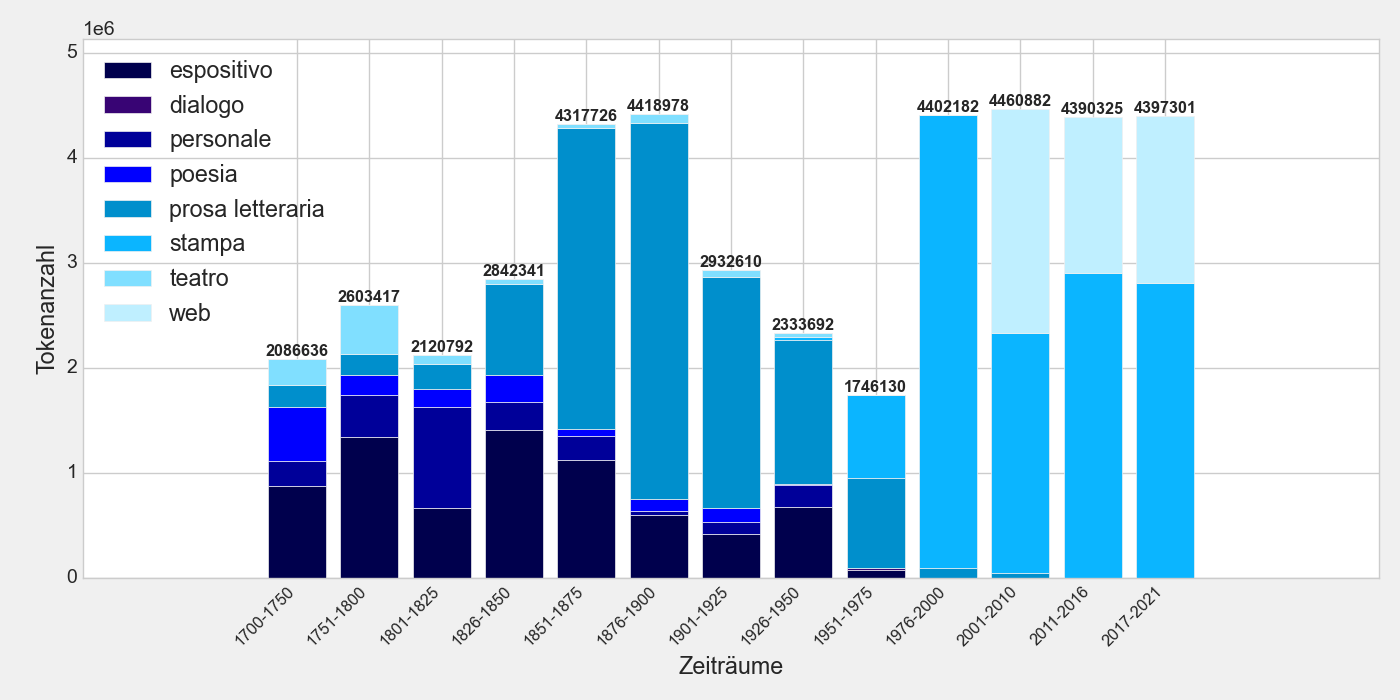 1e6
5
4
3
2
1
0
Tokenanzahl
espositivo
dialogo
personale
poesia
prosa letteraria
stampa
teatro
web
2086636
2603417
2120792
2842341
4317726
4418978
2932610
2333692
1746130
4402182
4460882
4390325
4397301
1700-1750
1751-1800
1801-1825
1826-1850
1851-1875
1876-1900
1901-1925
1926-1950
1951-1975
1976-2000
2001-2010
2011-2016
2017-2021
Zeiträume